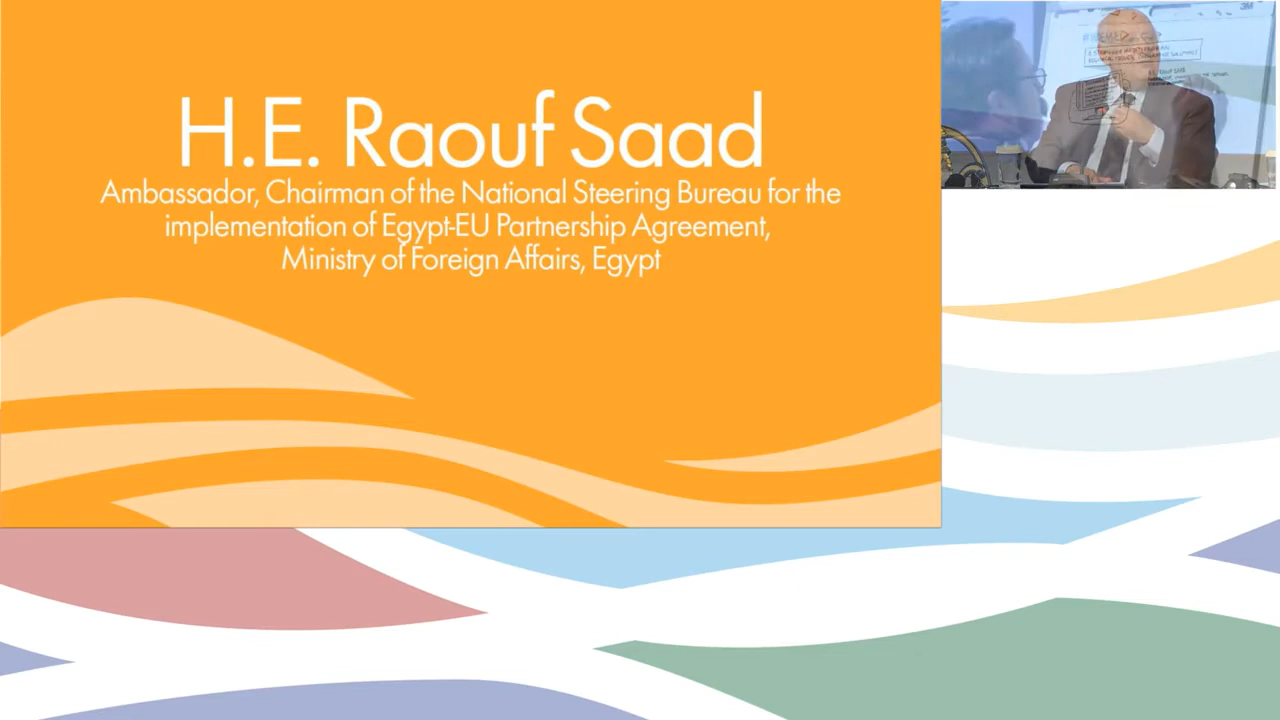 H.E. Raouf Saad
Ambassador, Chairman of the National Steering Bureau for the
implementation of Egypt-EU Partnership Agreement,
Ministry of Foreign Affairs, Egypt